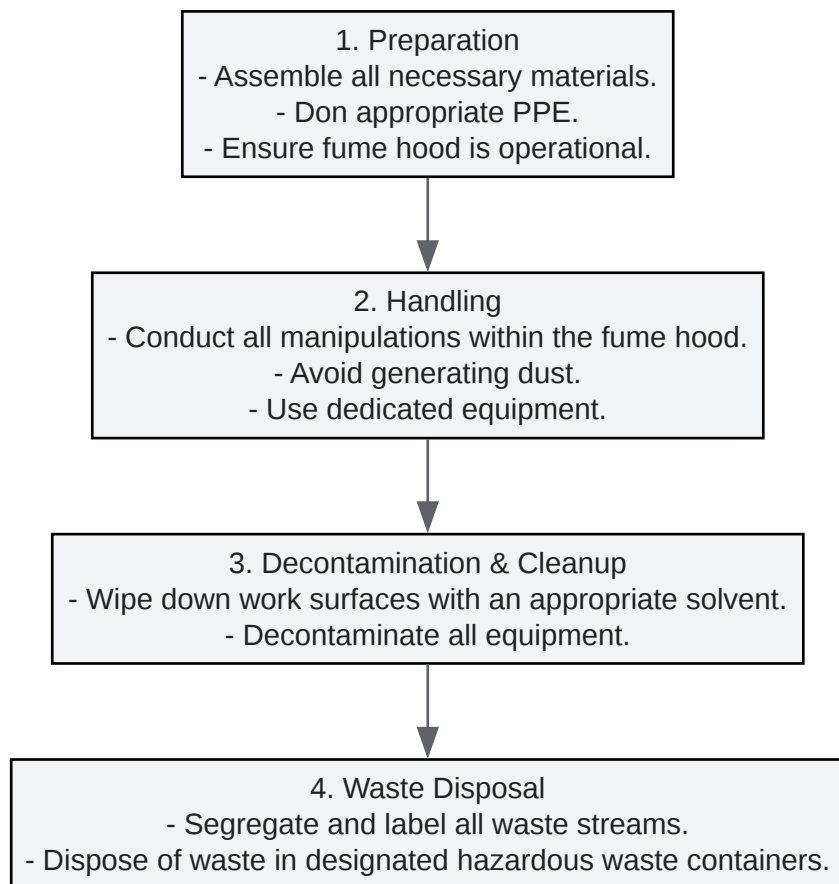 1. Preparation
- Assemble all necessary materials.
- Don appropriate PPE.
- Ensure fume hood is operational.
2. Handling
- Conduct all manipulations within the fume hood.
- Avoid generating dust.
- Use dedicated equipment.
3. Decontamination & Cleanup
- Wipe down work surfaces with an appropriate solvent.
- Decontaminate all equipment.
4. Waste Disposal
- Segregate and label all waste streams.
- Dispose of waste in designated hazardous waste containers.